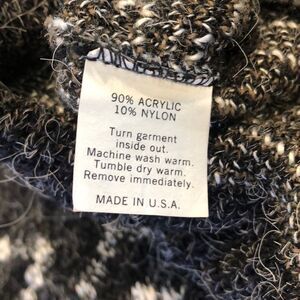 90% ACRYLIC
10% NYLON
Turn garment
inside out.
Machine wash warm.
Tumble dry warm.
Remove immediately.
MADE IN U.S.A.